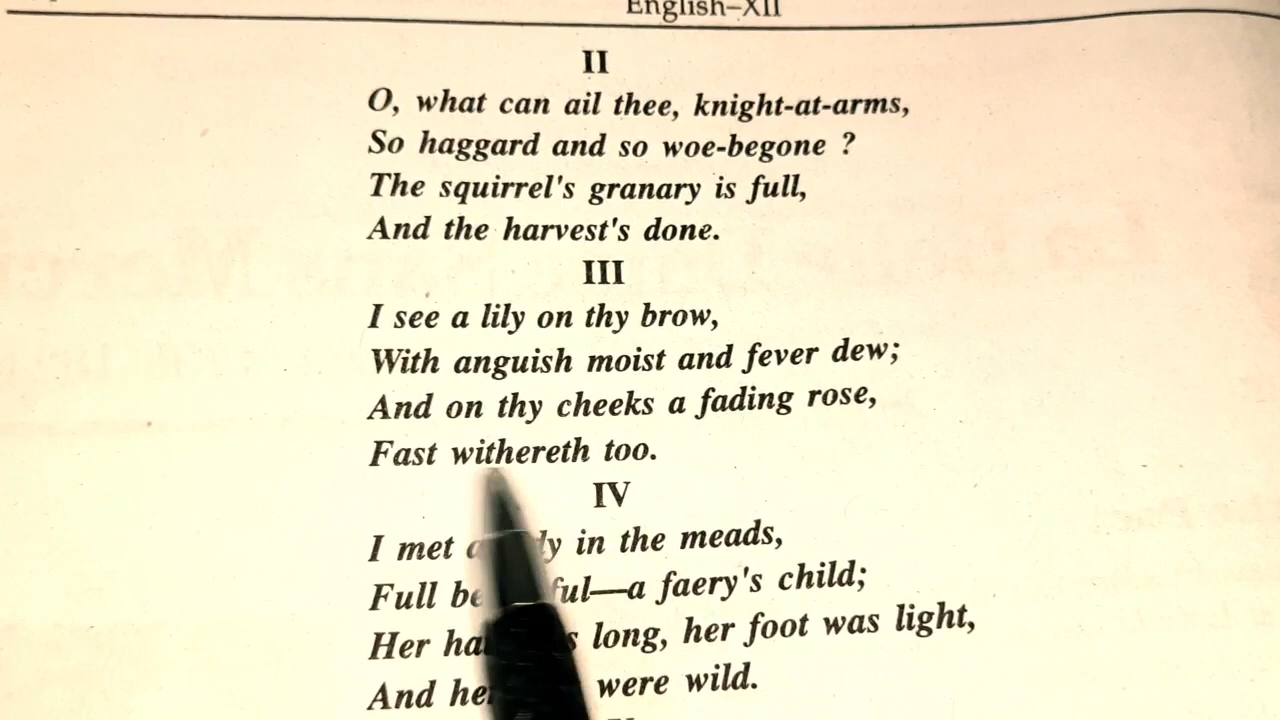 English–XII
II
O, what can ail thee, knight-at-arms,
So haggard and so woe-begone ?
The squirrel's granary is full,
And the harvest's done.
III
I see a lily on thy brow,
With anguish moist and fever dew;
And on thy cheeks a fading rose,
Fast withereth too.
IV
I met in the meads,
Full —a faery's child;
Her long, her foot was light,
And were wild.